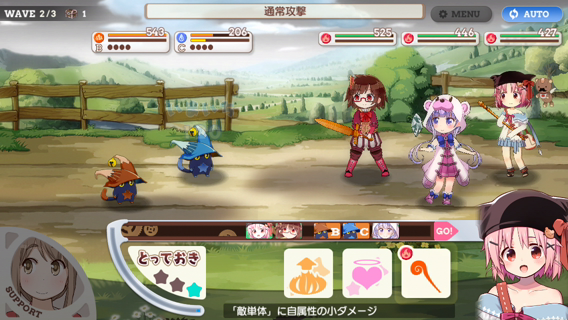 WAVE 2/3 1
通常攻撃
MENU
AUTO
543
B
206
C
525
446
427
B
C
GO!
とっておき
SUPPORT
「敵単体」に自属性の小ダメージ